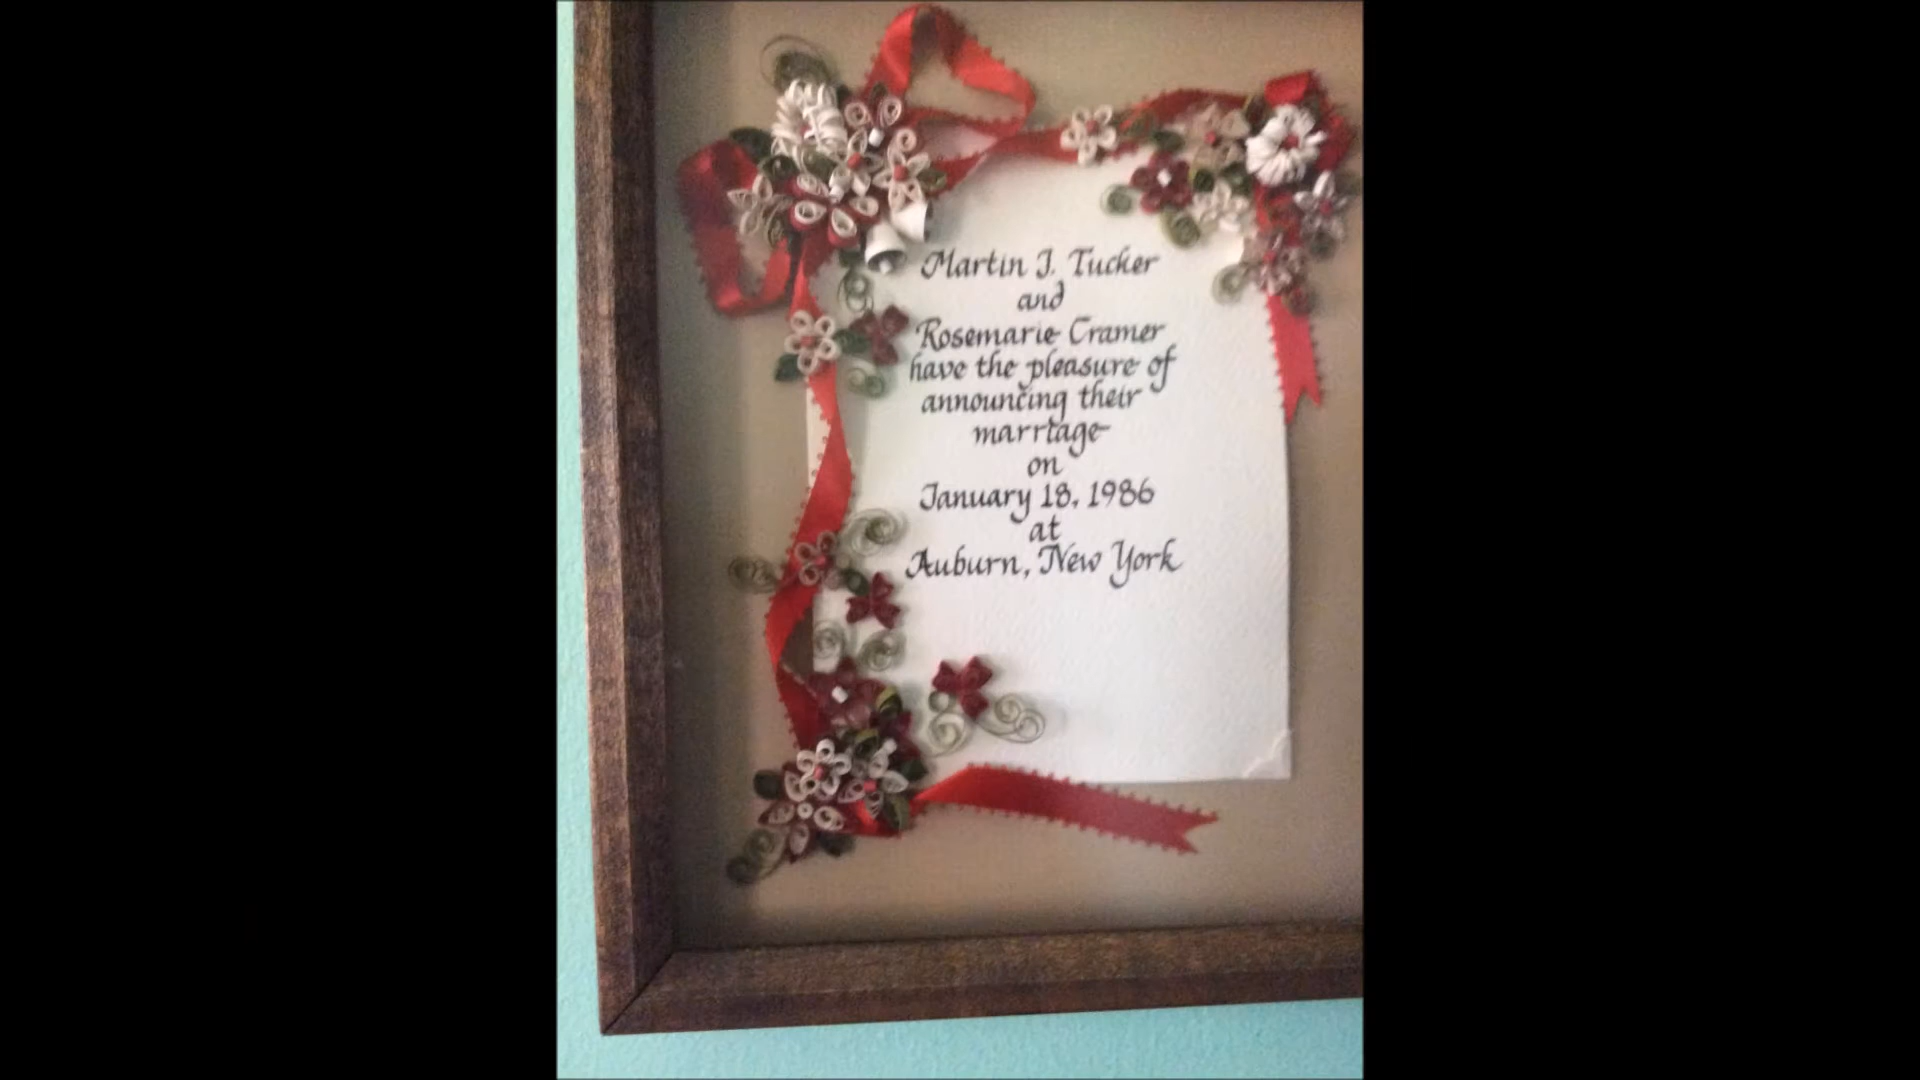 Martin J. Tucker
and
Rosemarie Cramer
have the pleasure of
announcing their
marriage
on
January 18, 1986
at
Auburn, New York